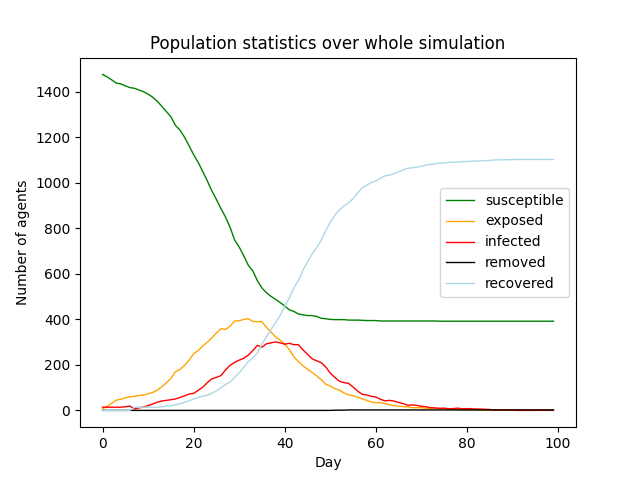 Population statistics over whole simulation
Number of agents
1400
1200
1000
800
600
400
200
0
susceptible
exposed
infected
removed
recovered
0 20 40 60 80 100
Day